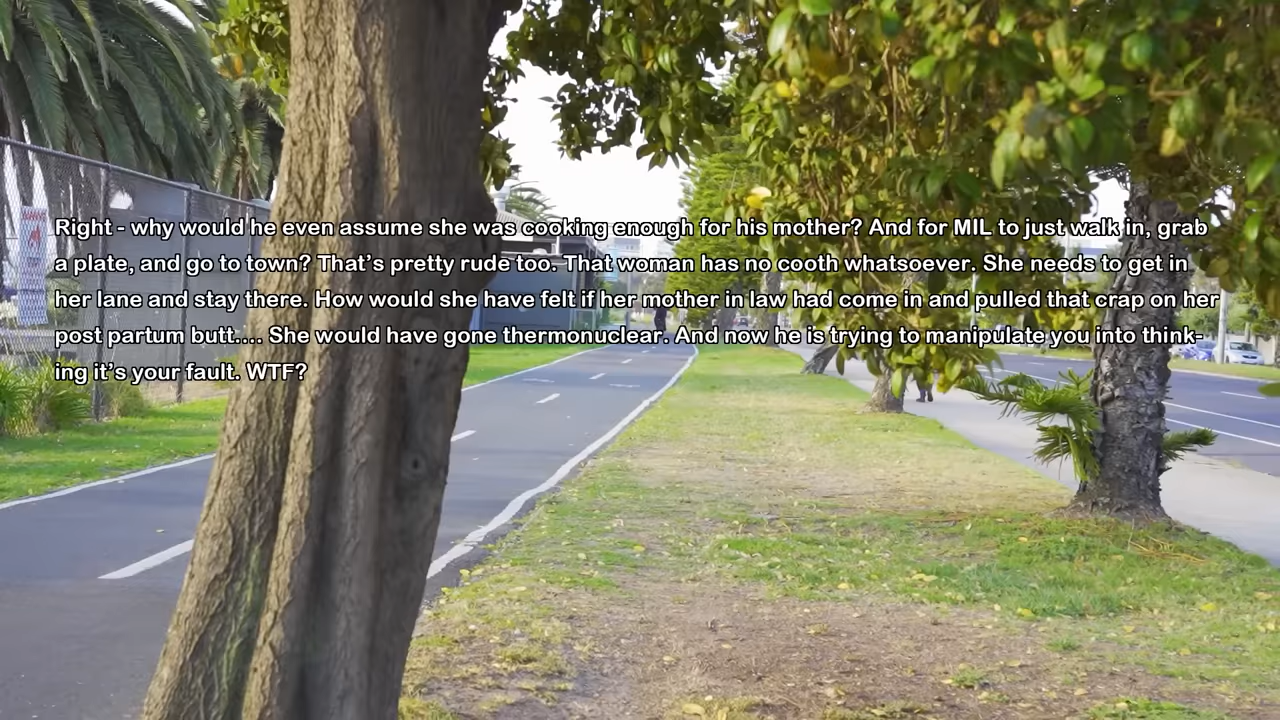 Right - why would he even assume she was cooking enough for his mother? And for MIL to just walk in, grab
a plate, and go to town? That's pretty rude too. That woman has no cooth whatsoever. She needs to get in
her lane and stay there. How would she have felt if her mother in law had come in and pulled that crap on her
post partum butt.... She would have gone thermonuclear. And now he is trying to manipulate you into think-
ing it's your fault. WTF?